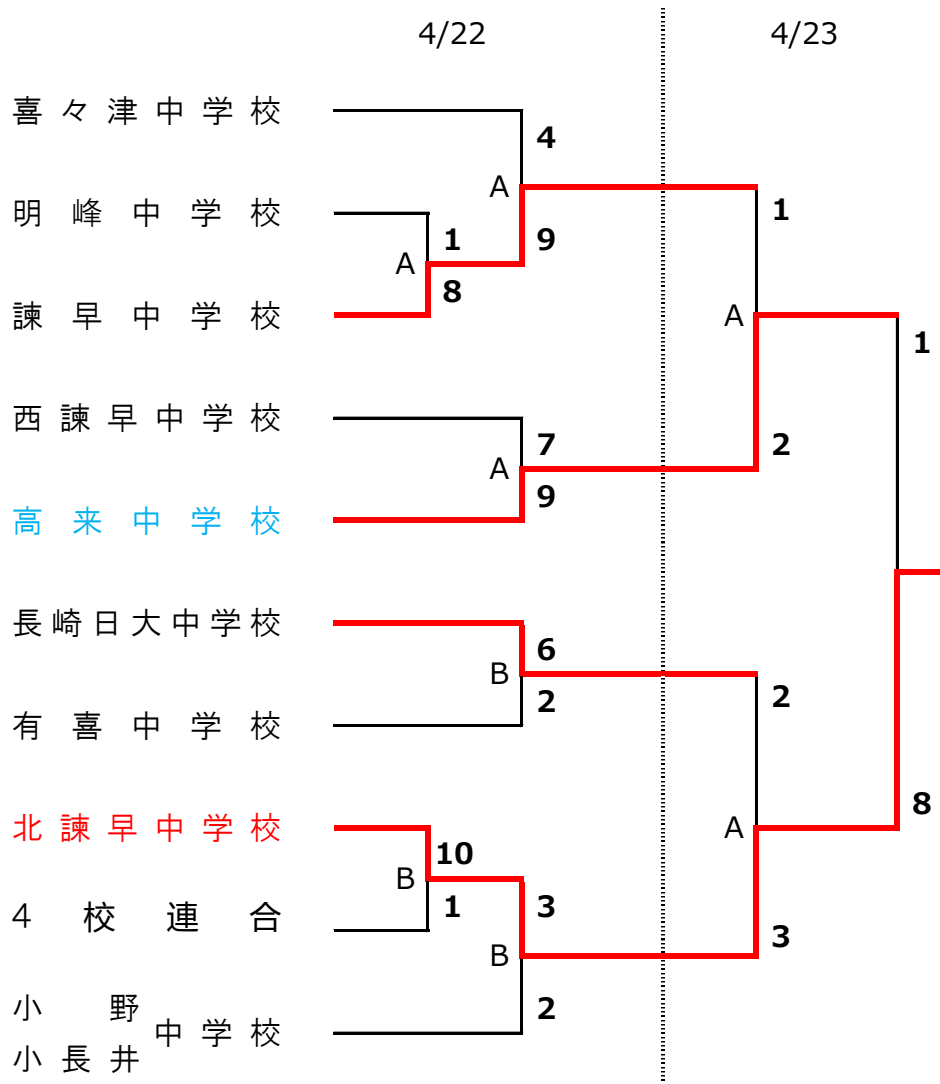 4/22 4/23
喜々津中学校
4
A
1
明峰中学校
1
9
A
8
諫早中学校
A
1
西諫早中学校
7
2
A
9
高来中学校
長崎日大中学校
6
B
2
2
有喜中学校
8
北諫早中学校
A
10
B
1
3
4校連合
3
B
2
小野
小長井
中学校